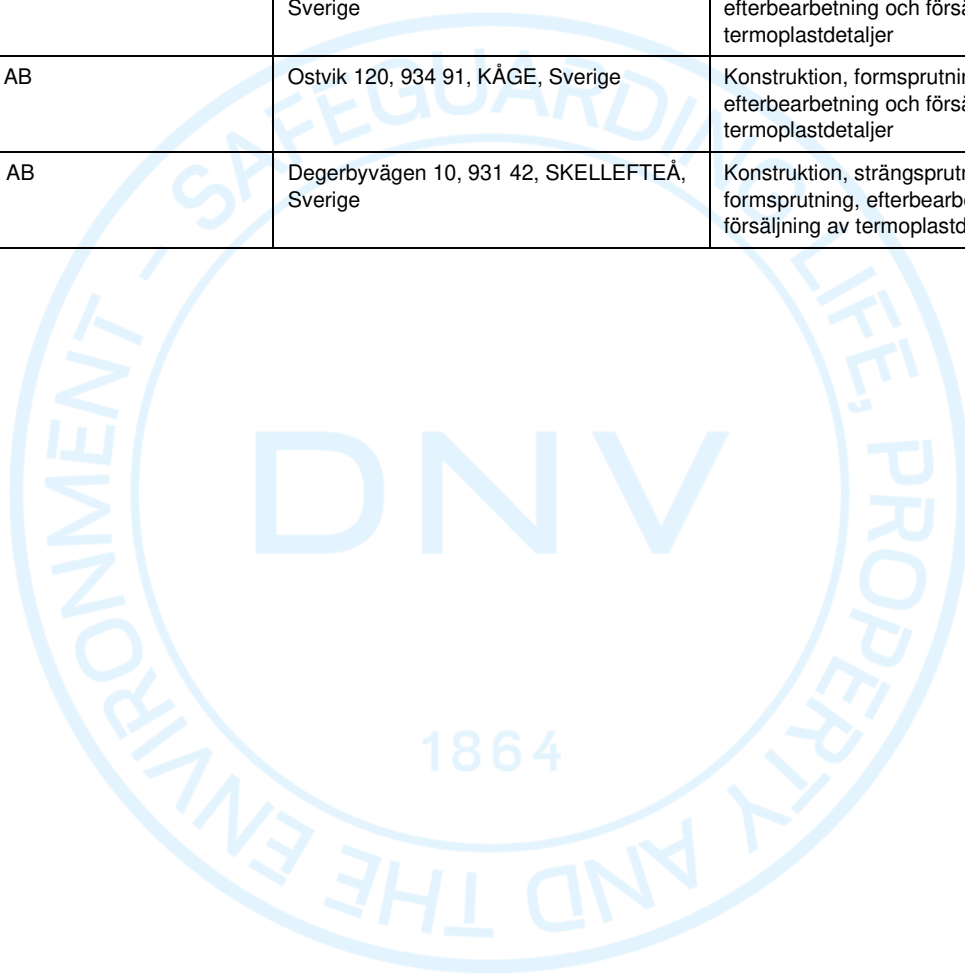 Sverige
efterbearbetning och förs
termoplastdetaljer
AB
Ostvik 120, 934 91, KÅGE, Sverige
Konstruktion, formsprutni
efterbearbetning och förs
termoplastdetaljer
AB
Degerbyvägen 10, 931 42, SKELLEFTEÅ,
Sverige
Konstruktion, strängsprut
formsprutning, efterbearb
försäljning av termoplastd
SAFEGUARDING LIFE, PROPERTY AND THE ENVIRONMENT -
DNV
1864